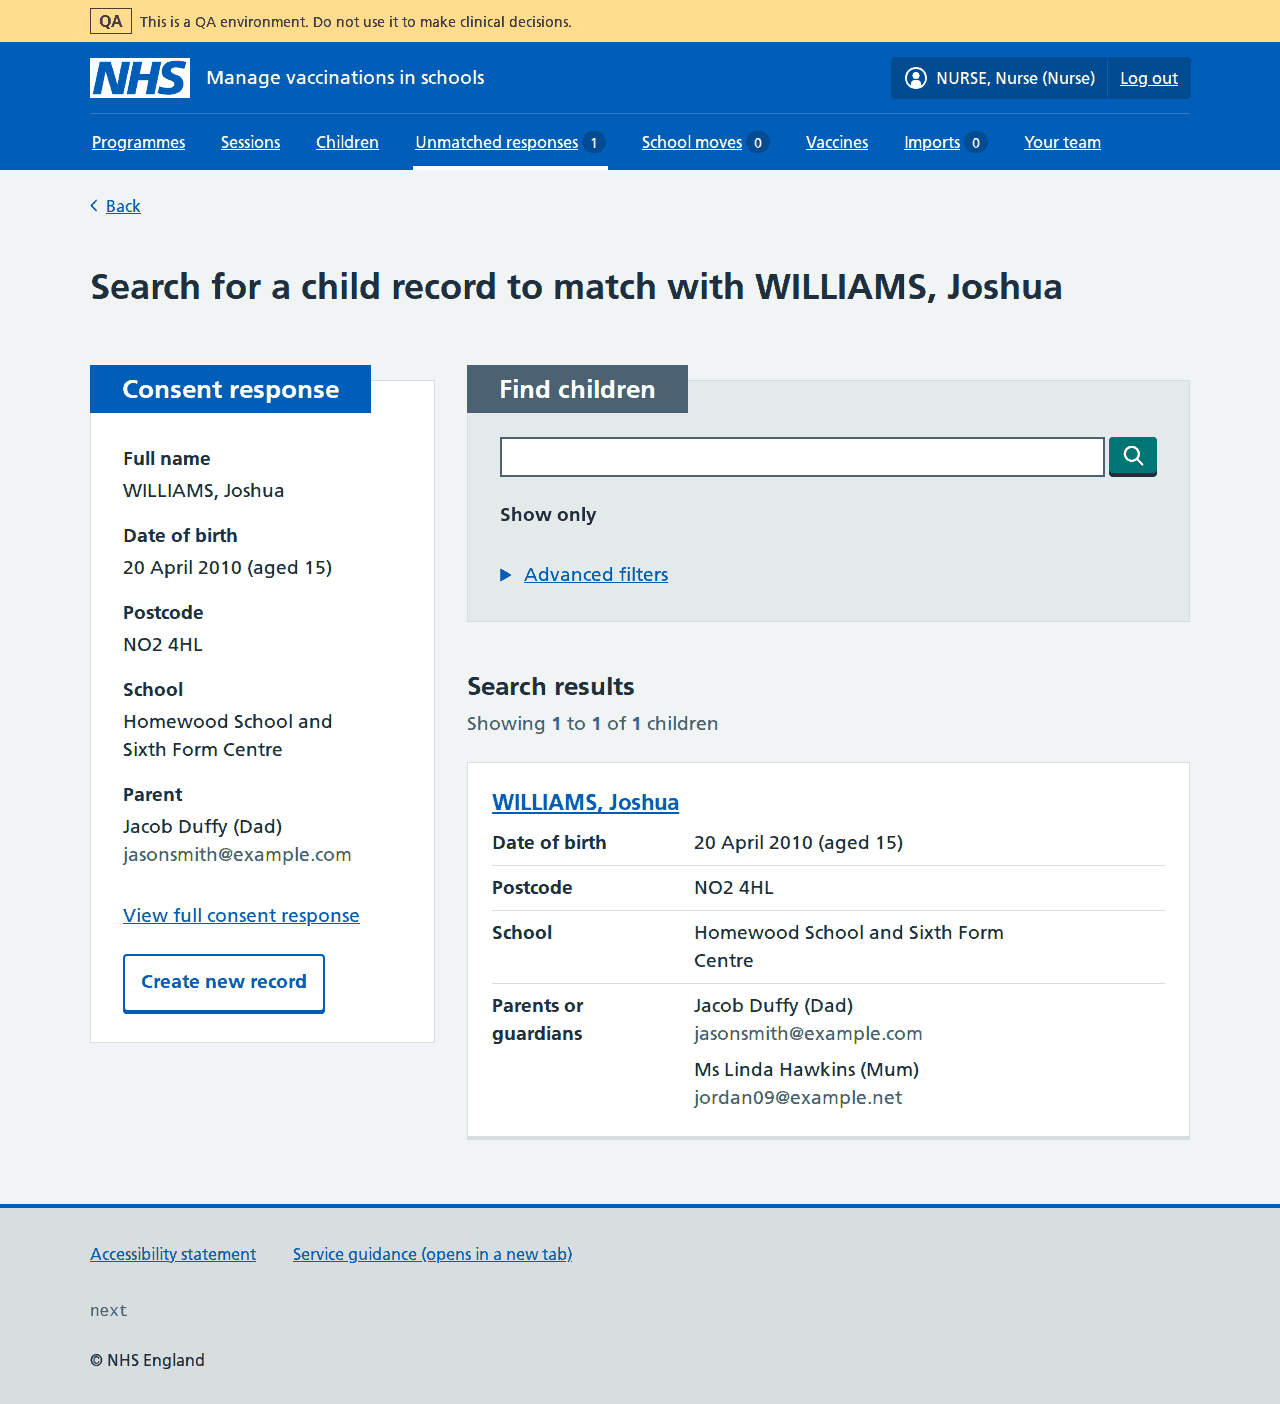 QA This is a QA environment. Do not use it to make clinical decisions.
NHS Manage vaccinations in schools NURSE, Nurse (Nurse) Log out
Programmes Sessions Children Unmatched responses 1 School moves 0 Vaccines Imports 0 Your team
Back
Search for a child record to match with WILLIAMS, Joshua
Consent response
Full name
WILLIAMS, Joshua
Date of birth
20 April 2010 (aged 15)
Postcode
NO2 4HL
School
Homewood School and
Sixth Form Centre
Parent
Jacob Duffy (Dad)
jasonsmith@example.com
View full consent response
Create new record
Find children
Show only
Advanced filters
Search results
Showing 1 to 1 of 1 children
WILLIAMS, Joshua
Date of birth 20 April 2010 (aged 15)
Postcode NO2 4HL
School Homewood School and Sixth Form
Centre
Parents or Jacob Duffy (Dad)
guardians jasonsmith@example.com
Ms Linda Hawkins (Mum)
jordan09@example.net
Accessibility statement Service guidance (opens in a new tab)
next
© NHS England